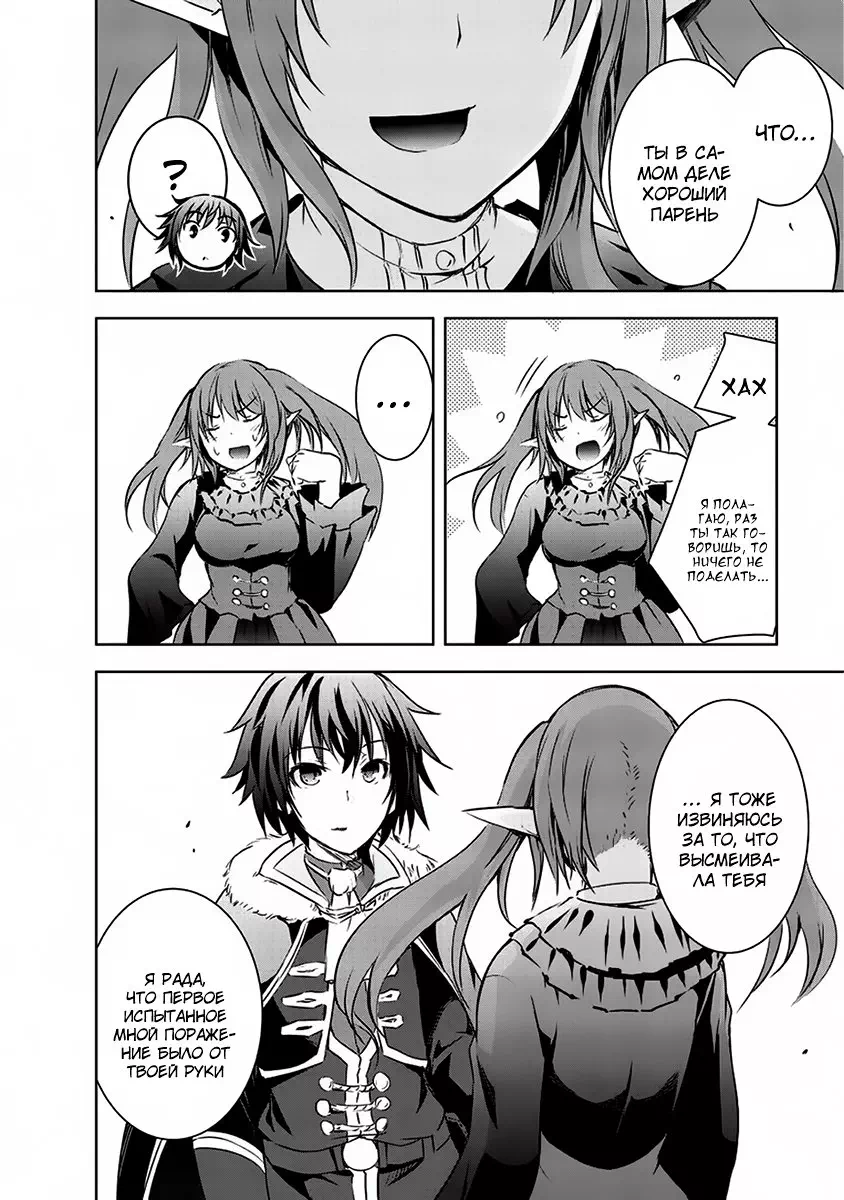 ЧТО...
ТЫ В СА-
МОМ ДЕЛЕ
ХОРОШИЙ
ПАРЕНЬ
?
ХАХ
Я ПОЛА-
ГАЮ, РАЗ
ТЫ ТАК ГО-
ВОРИШЬ, ТО
НИЧЕГО НЕ
ПОДЕЛАТЬ...
...
... Я ТОЖЕ
ИЗВИНЯЮСЬ
ЗА ТО, ЧТО
ВЫСМЕИВА-
ЛА ТЕБЯ
Я РАДА,
ЧТО ПЕРВОЕ
ИСПЫТАННОЕ
МНОЙ ПОРАЖЕ-
НИЕ БЫЛО ОТ
ТВОЕЙ РУКИ